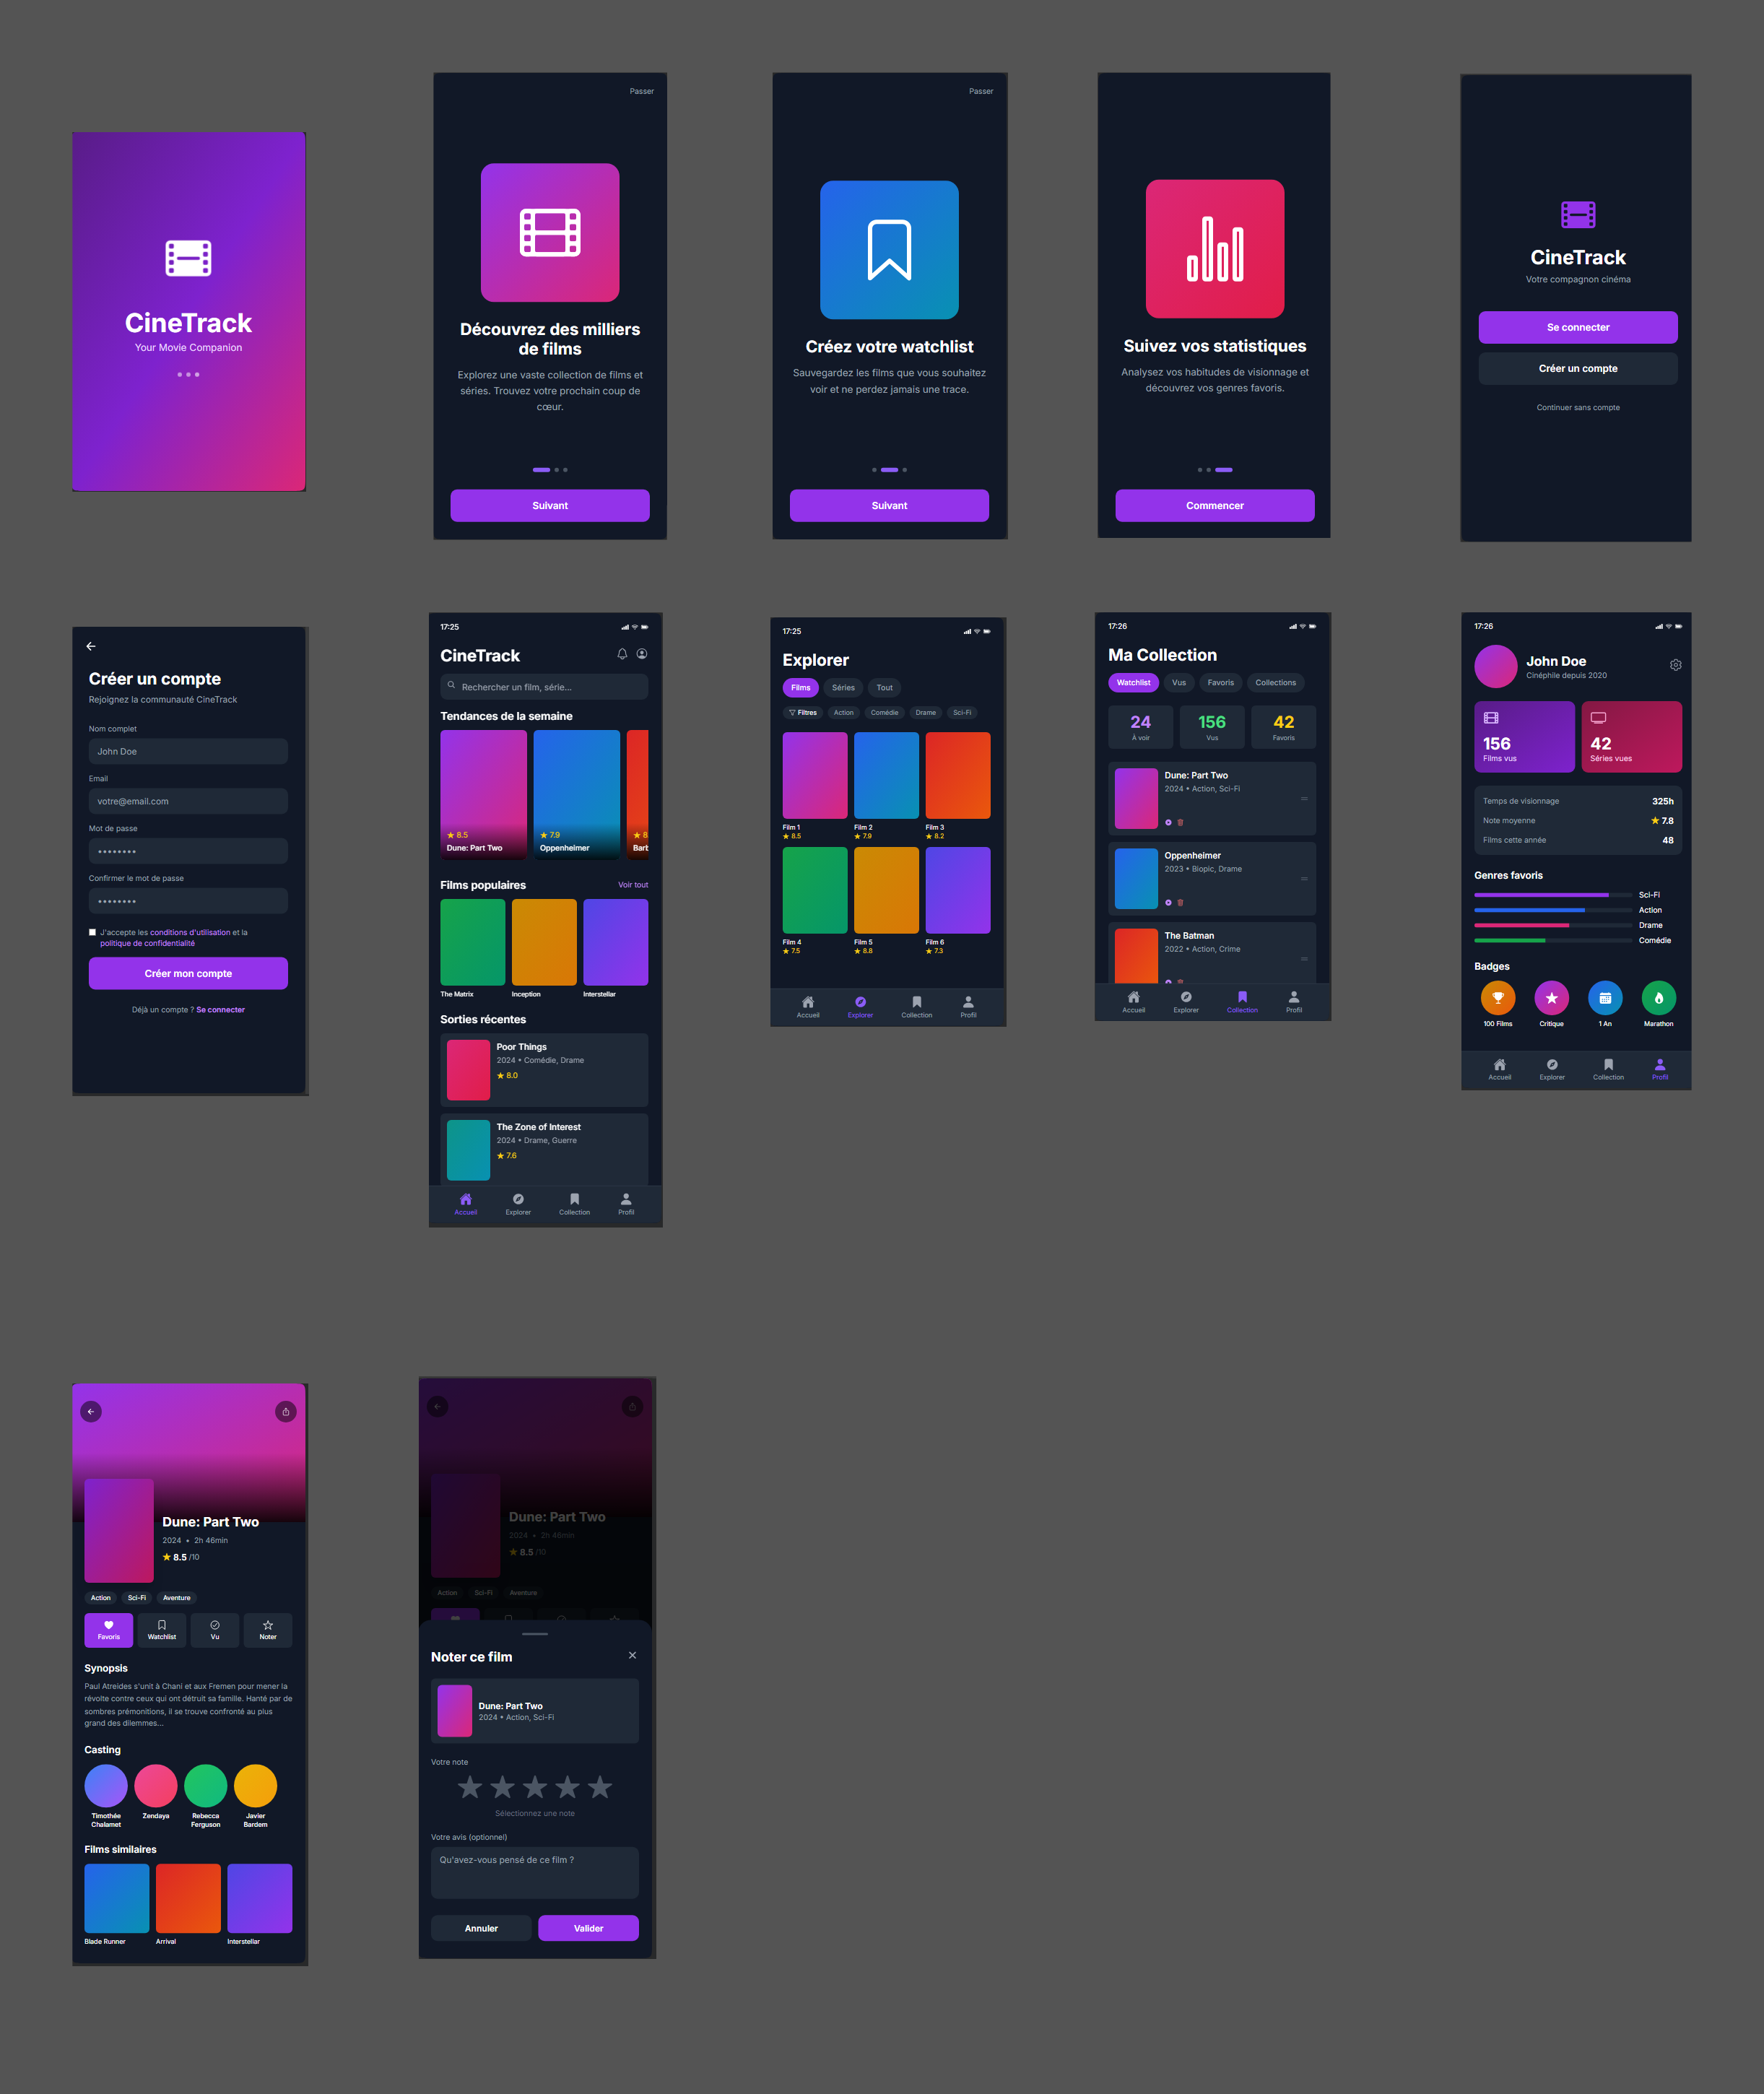 CineTrack
Your Movie Companion
Passer
Découvrez des milliers
de films
Explorez une vaste collection de films et
séries. Trouvez votre prochain coup de
cœur.
Suivant
Passer
Créez votre watchlist
Sauvegardez les films que vous souhaitez
voir et ne perdez jamais une trace.
Suivant
Suivez vos statistiques
Analysez vos habitudes de visionnage et
découvrez vos genres favoris.
Commencer
CineTrack
Votre compagnon cinéma
Se connecter
Créer un compte
Continuer sans compte
Créer un compte
Rejoignez la communauté CineTrack
Nom complet
John Doe
Email
votre@email.com
Mot de passe
••••••••
Confirmer le mot de passe
••••••••
J'accepte les conditions d'utilisation et la
politique de confidentialité
Créer mon compte
Déjà un compte ? Se connecter
17:25
CineTrack
Rechercher un film, série...
Tendances de la semaine
★ 8.5
Dune: Part Two
★ 7.9
Oppenheimer
★ 8
Barb
Films populaires
Voir tout
The Matrix
Inception
Interstellar
Sorties récentes
Poor Things
2024 • Comédie, Drame
★ 8.0
The Zone of Interest
2024 • Drame, Guerre
★ 7.6
Accueil
Explorer
Collection
Profil
17:25
Explorer
Films
Séries
Tout
Filtres
Action
Comédie
Drame
Sci-Fi
Film 1
★ 8.5
Film 2
★ 7.9
Film 3
★ 8.2
Film 4
★ 7.5
Film 5
★ 8.8
Film 6
★ 7.3
Accueil
Explorer
Collection
Profil
17:26
Ma Collection
Watchlist
Vus
Favoris
Collections
24
À voir
156
Vus
42
Favoris
Dune: Part Two
2024 • Action, Sci-Fi
Oppenheimer
2023 • Biopic, Drame
The Batman
2022 • Action, Crime
Accueil
Explorer
Collection
Profil
17:26
John Doe
Cinéphile depuis 2020
156
Films vus
42
Séries vues
Temps de visionnage
325h
Note moyenne
★ 7.8
Films cette année
48
Genres favoris
Sci-Fi
Action
Drame
Comédie
Badges
100 Films
Critique
1 An
Marathon
Accueil
Explorer
Collection
Profil
Dune: Part Two
2024 • 2h 46min
★ 8.5 /10
Action
Sci-Fi
Aventure
Favoris
Watchlist
Vu
Noter
Synopsis
Paul Atreides s'unit à Chani et aux Fremen pour mener la
révolte contre ceux qui ont détruit sa famille. Hanté par de
sombres prémonitions, il se trouve confronté au plus
grand des dilemmes...
Casting
Timothée
Chalamet
Zendaya
Rebecca
Ferguson
Javier
Bardem
Films similaires
Blade Runner
Arrival
Interstellar
Dune: Part Two
2024 • 2h 46min
★ 8.5 /10
Action
Sci-Fi
Aventure
Noter ce film
Dune: Part Two
2024 • Action, Sci-Fi
Votre note
Sélectionnez une note
Votre avis (optionnel)
Qu'avez-vous pensé de ce film ?
Annuler
Valider